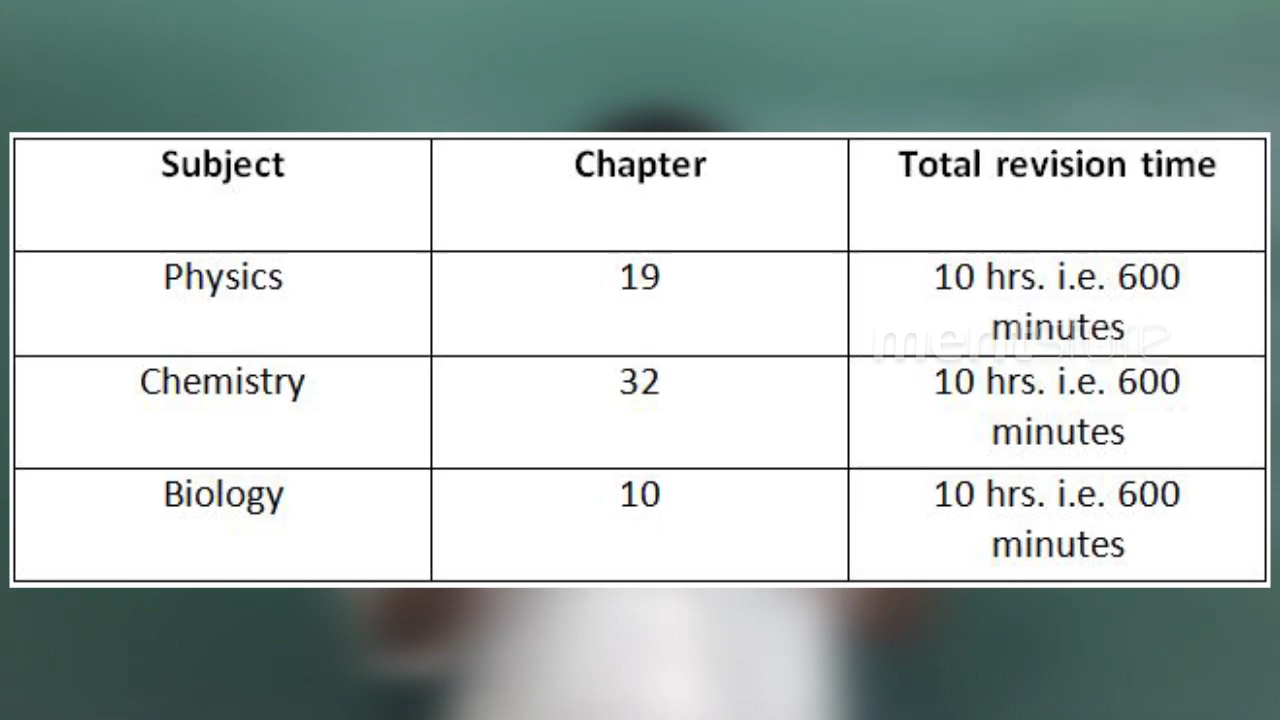 Subject Chapter Total revision time
Physics 19 10 hrs. i.e. 600
minutes
Chemistry 32 10 hrs. i.e. 600
minutes
Biology 10 10 hrs. i.e. 600
minutes